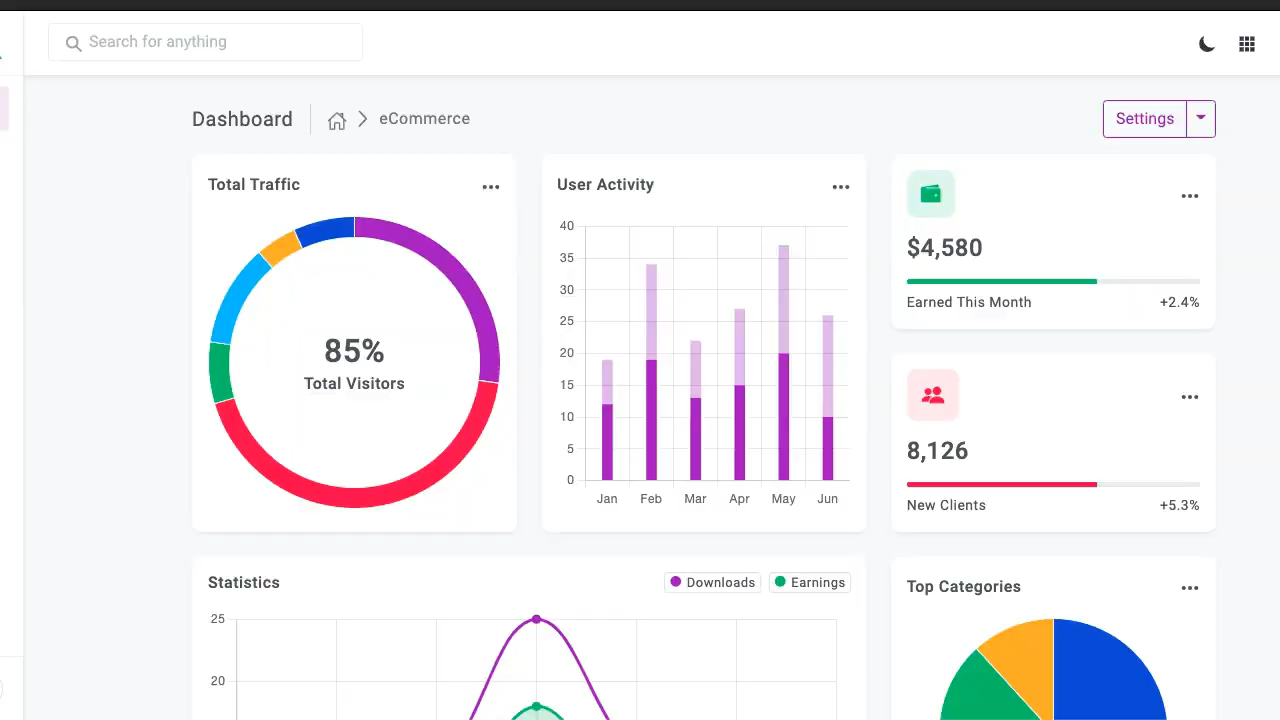 Search for anything
Dashboard eCommerce
Settings
Total Traffic
85%
Total Visitors
User Activity
40
35
30
25
20
15
10
5
0
Jan Feb Mar Apr May Jun
$4,580
Earned This Month +2.4%
8,126
New Clients +5.3%
Statistics
Downloads Earnings
25
20
Top Categories